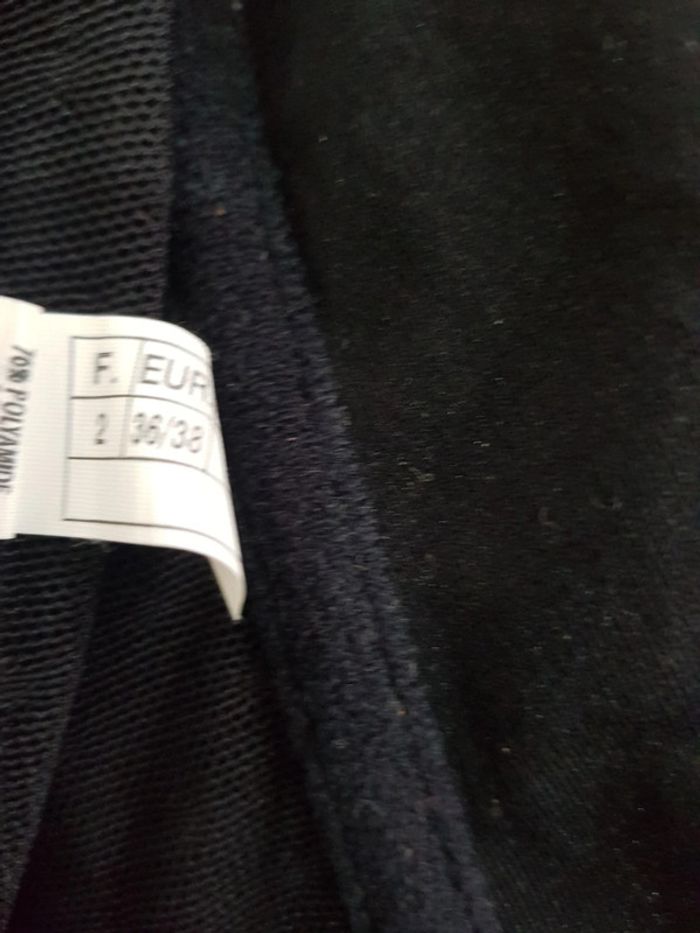 70% POLYAMIDE
F. EUR
2 36/38